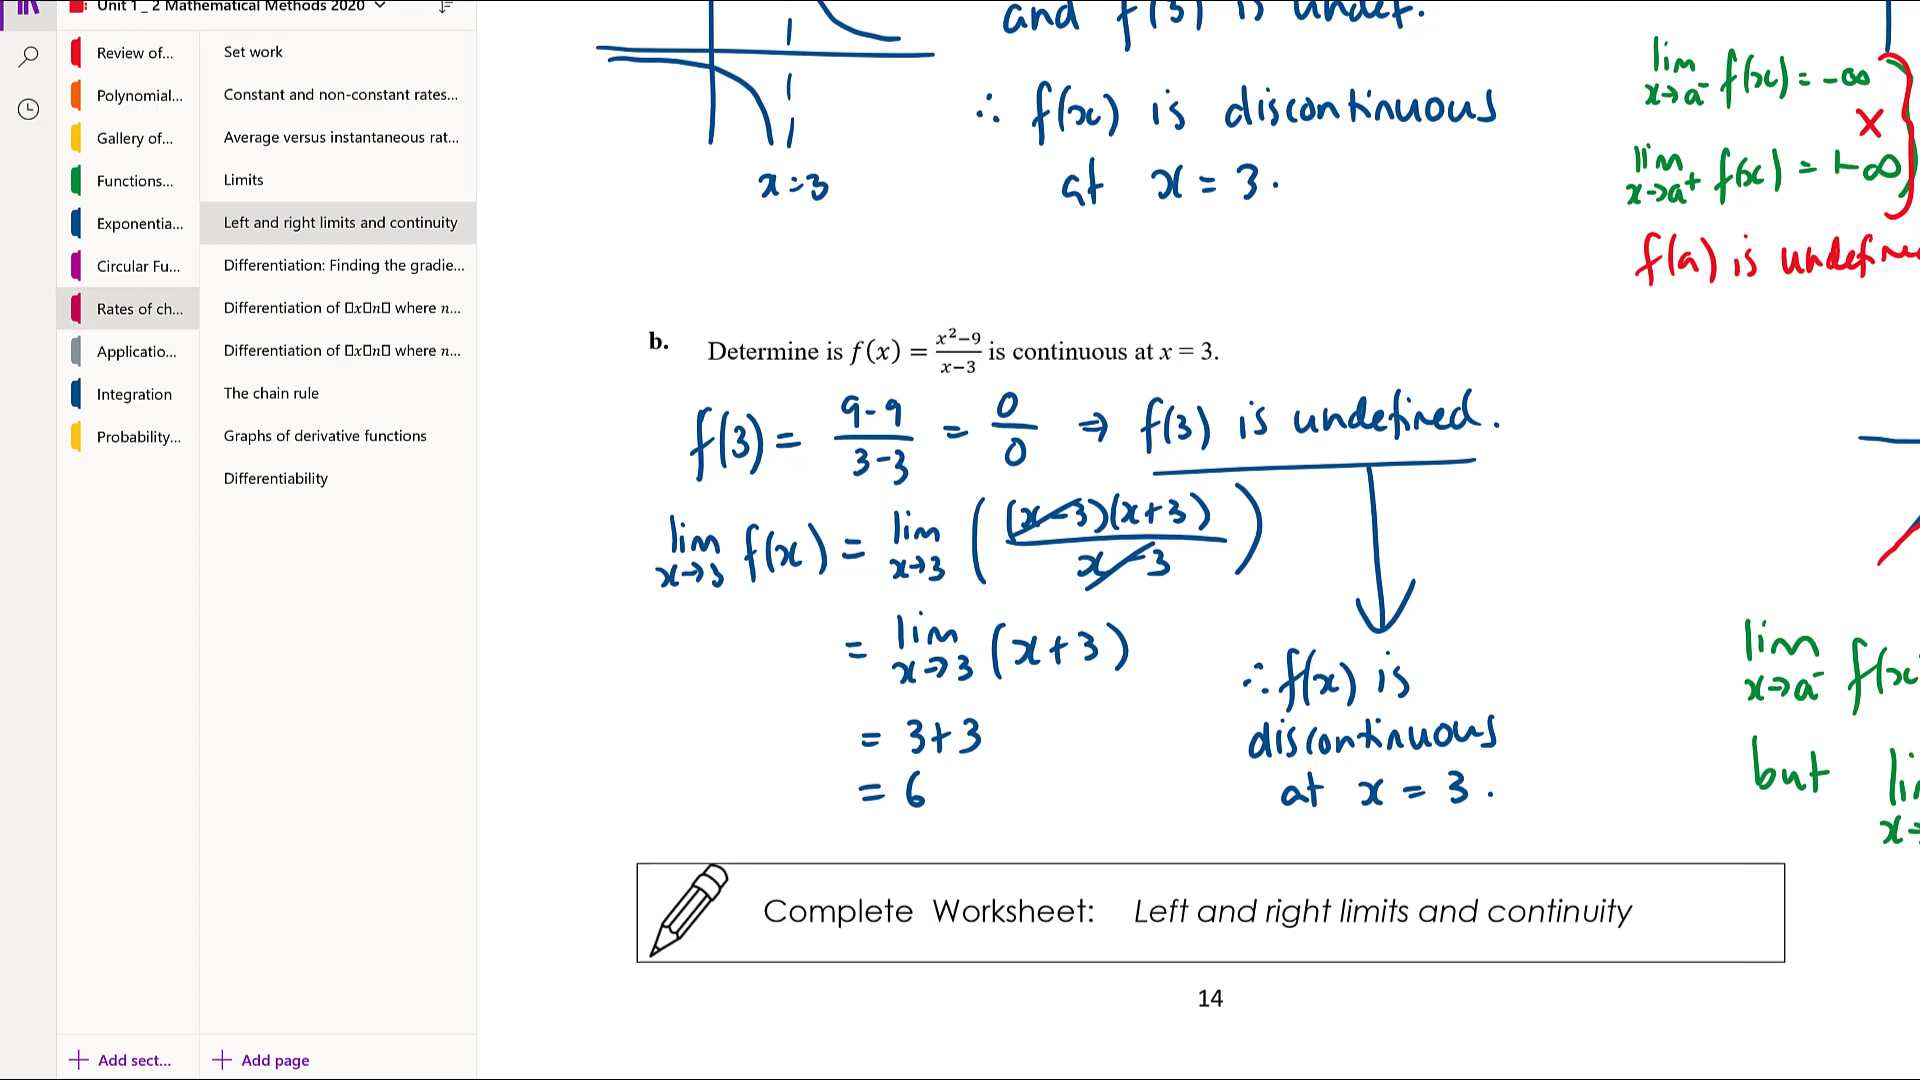 Unit 1 _ 2 Mathematical Methods 2020
Review of...
Polynomial...
Gallery of...
Functions...
Exponentia...
Circular Fu...
Rates of ch...
Applicatio...
Integration
Probability...
Set work
Constant and non-constant rates...
Average versus instantaneous rat...
Limits
Left and right limits and continuity
Differentiation: Finding the gradie...
Differentiation of □x□n□ where n...
Differentiation of □x□n□ where n...
The chain rule
Graphs of derivative functions
Differentiability
+ Add sect...
+ Add page
and f(3) is undef.
∴ f(x) is discontinuous
at x = 3.
x=3
b. Determine is f(x) = x²−9/x−3 is continuous at x = 3.
f(3) = 9-9/3-3 = 0/0 ⇒ f(3) is undefined.
lim x→3 f(x) = lim x→3 ((x-3)(x+3)/x-3)
= lim x→3 (x+3)
= 3+3
= 6
∴ f(x) is
discontinuous
at x = 3.
lim x→a⁻ f(x) = -∞
×
lim x→a⁺ f(x) = +∞
f(a) is
lim x→a⁻
but
Complete Worksheet: Left and right limits and continuity
14